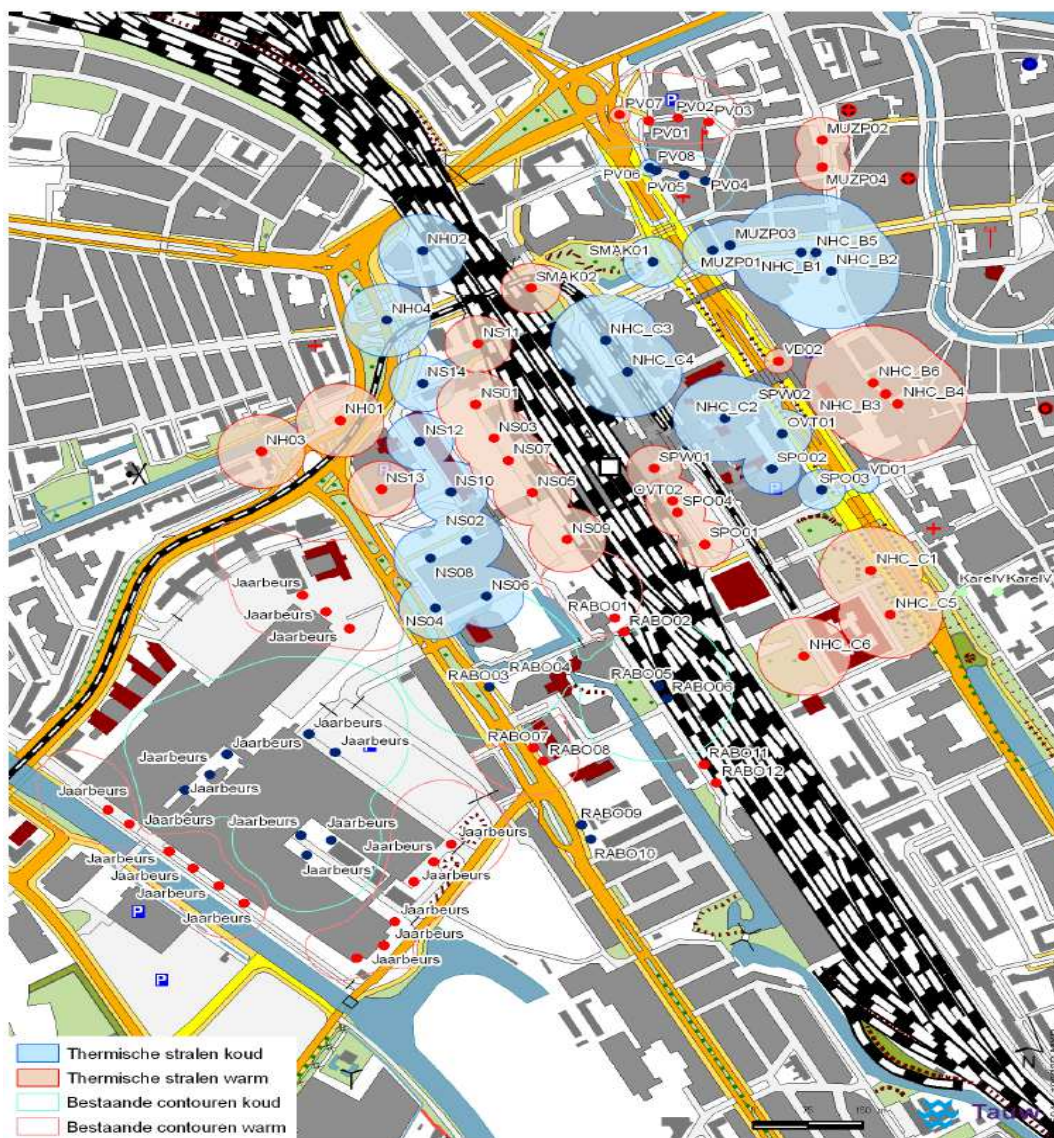 PV07
PV02
PV03
PV01
MUZP02
MUZP04
PV08
PV06
PV05
PV04
NH02
SMAK01
MUZP03
MUZP01
NHC_B5
NHC_B1
NHC_B2
SMAK02
NH04
NS11
NHC_C3
NHC_C4
VD02
NS14
NHC_B6
NHC_B3
NHC_B4
NS01
SPW02
NHC_C2
NH01
NS03
OVT01
NS12
NH03
NS07
SPW01
SPO02
VD01
NS13
NS10
NS05
OVT02
SPO04
SPO03
NS02
NS09
SPO01
NS08
NHC_C1
KarelV
KarelV
Jaarbeurs
NS06
NS04
Jaarbeurs
RABO01
NHC_C5
Jaarbeurs
RABO02
NHC_C6
RABO04
RABO05
RABO03
RABO06
Jaarbeurs
Jaarbeurs
Jaarbeurs
RABO07
RABO08
RABO11
Jaarbeurs
RABO12
Jaarbeurs
Jaarbeurs
RABO09
Jaarbeurs
Jaarbeurs
Jaarbeurs
RABO10
Jaarbeurs
Jaarbeurs
Jaarbeurs
Jaarbeurs
Jaarbeurs
Jaarbeurs
Jaarbeurs
Jaarbeurs
P
P
P
Thermische stralen koud
Thermische stralen warm
Bestaande contouren koud
Bestaande contouren warm
N
Tauw
0 75 150 m